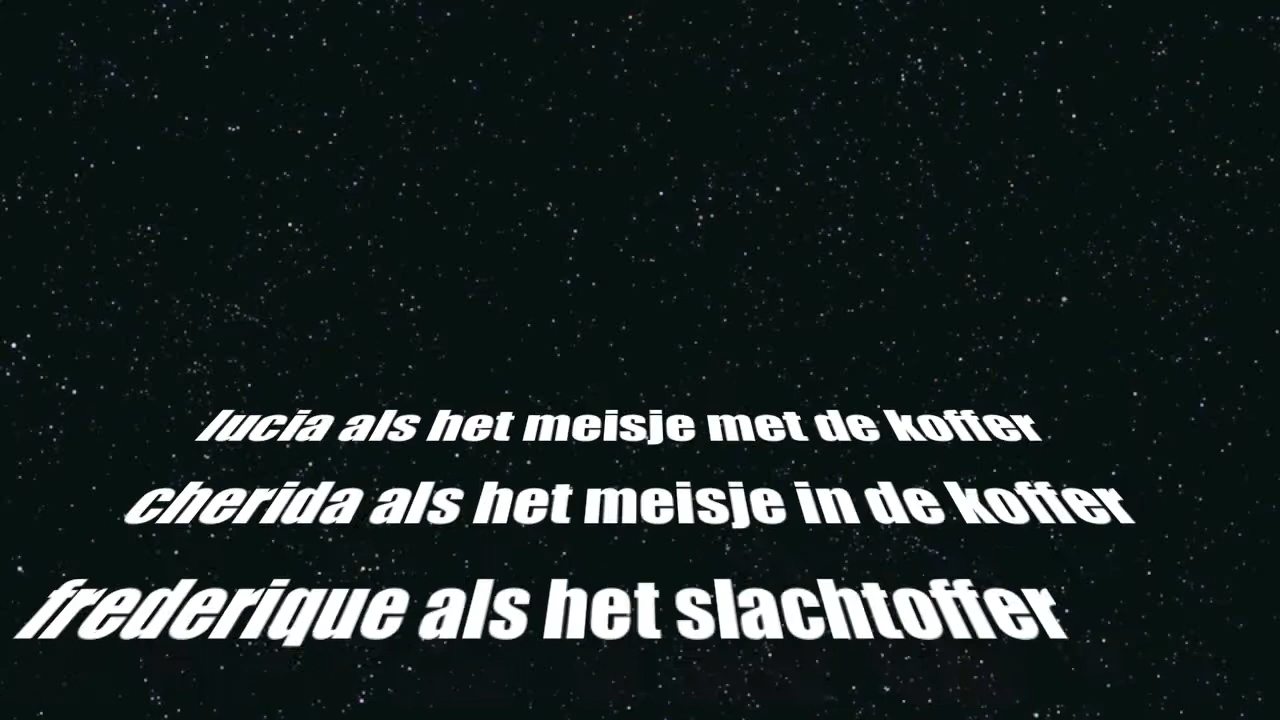 lucia als het meisje met de koffer
cherida als het meisje in de koffer
frederique als het slachtoffer